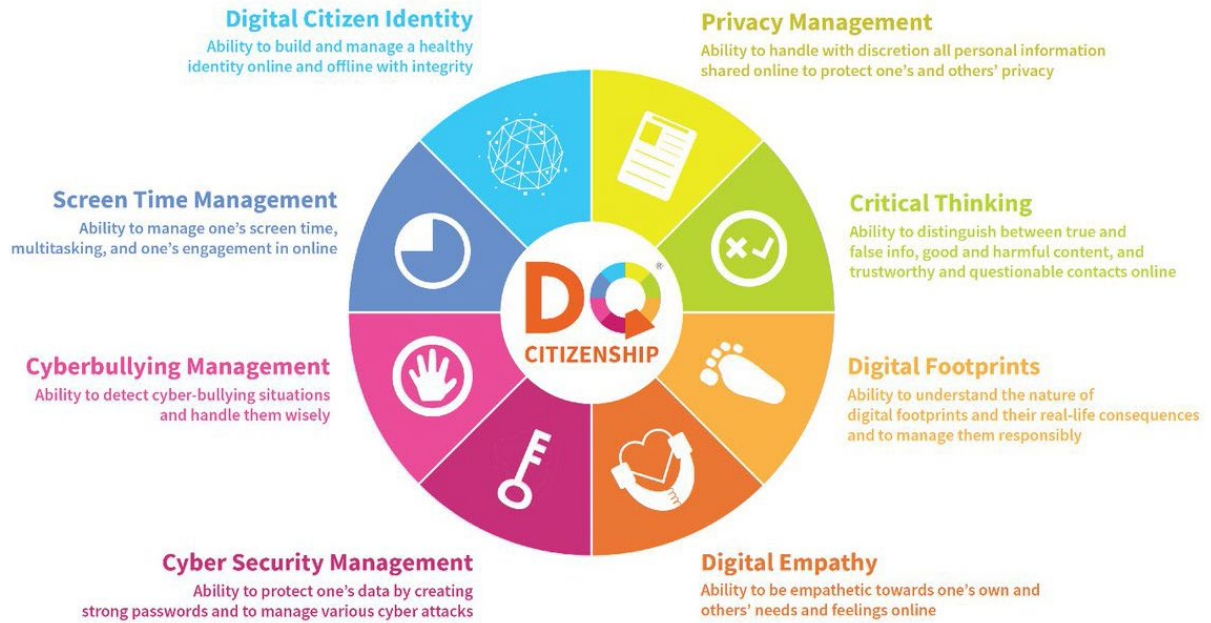 Digital Citizen Identity
Ability to build and manage a healthy
identity online and offline with integrity
Privacy Management
Ability to handle with discretion all personal information
shared online to protect one's and others' privacy
Screen Time Management
Ability to manage one's screen time,
multitasking, and one's engagement in online
Critical Thinking
Ability to distinguish between true and
false info, good and harmful content, and
trustworthy and questionable contacts online
DQ®
CITIZENSHIP
Cyberbullying Management
Ability to detect cyber-bullying situations
and handle them wisely
Digital Footprints
Ability to understand the nature of
digital footprints and their real-life consequences
and to manage them responsibly
Cyber Security Management
Ability to protect one's data by creating
strong passwords and to manage various cyber attacks
Digital Empathy
Ability to be empathetic towards one's own and
others' needs and feelings online